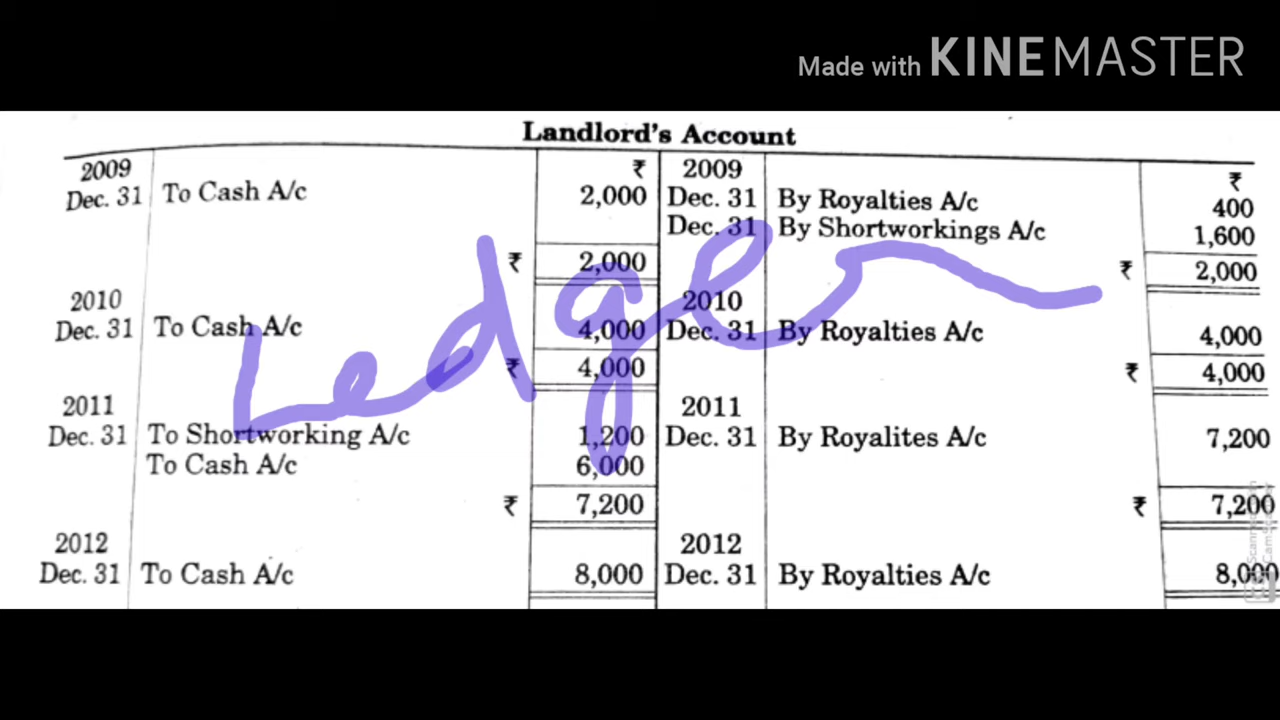 Made with KINEMASTER
Landlord's Account
2009 ₹ 2009 ₹
Dec. 31 To Cash A/c 2,000 Dec. 31 By Royalties A/c 400
Dec. 31 By Shortworkings A/c 1,600
₹ 2,000 ₹ 2,000
2010 2010
Dec. 31 To Cash A/c 4,000 Dec. 31 By Royalties A/c 4,000
₹ 4,000 ₹ 4,000
Ledger
2011 2011
Dec. 31 To Shortworking A/c 1,200 Dec. 31 By Royalites A/c 7,200
To Cash A/c 6,000
₹ 7,200 ₹ 7,200
2012 2012
Dec. 31 To Cash A/c 8,000 Dec. 31 By Royalties A/c 8,000